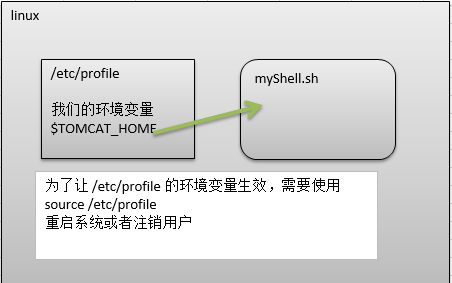 linux
/etc/profile
myShell.sh
我们的环境变量
$TOMCAT_HOME
为了让 /etc/profile 的环境变量生效，需要使用
source /etc/profile
重启系统或者注销用户